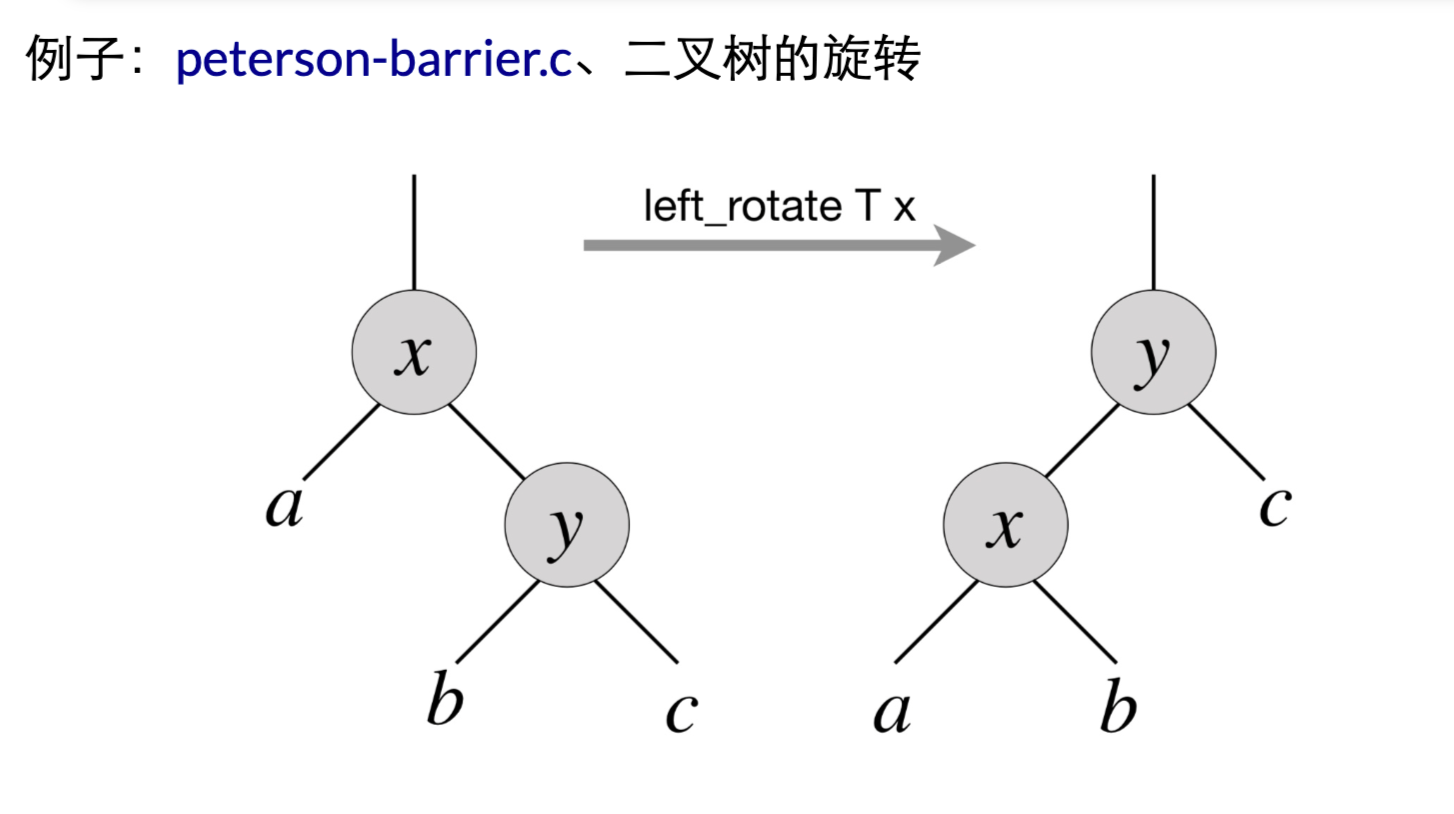 例子：peterson-barrier.c、二叉树的旋转
left_rotate T x
x
y
a
y
x
c
b
c
a
b